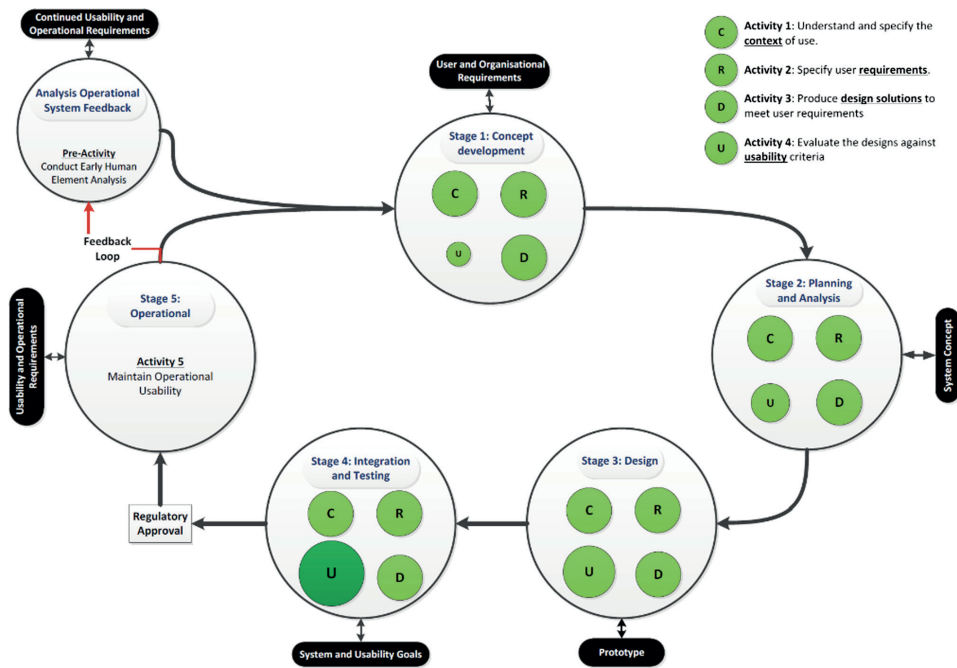 Continued Usability and
Operational Requirements
Analysis Operational
System Feedback
Pre-Activity
Conduct Early Human
Element Analysis
Feedback
Loop
User and Organisational
Requirements
Stage 1: Concept
development
C
R
U
D
C
Activity 1: Understand and specify the
context of use.
R
Activity 2: Specify user requirements.
D
Activity 3: Produce design solutions to
meet user requirements
U
Activity 4: Evaluate the designs against
usability criteria
Stage 2: Planning
and Analysis
C
R
U
D
System Concept
Stage 5:
Operational
Activity 5
Maintain Operational
Usability
Usability and Operational
Requirements
Stage 4: Integration
and Testing
C
R
U
D
System and Usability Goals
Stage 3: Design
C
R
U
D
Prototype
Regulatory
Approval